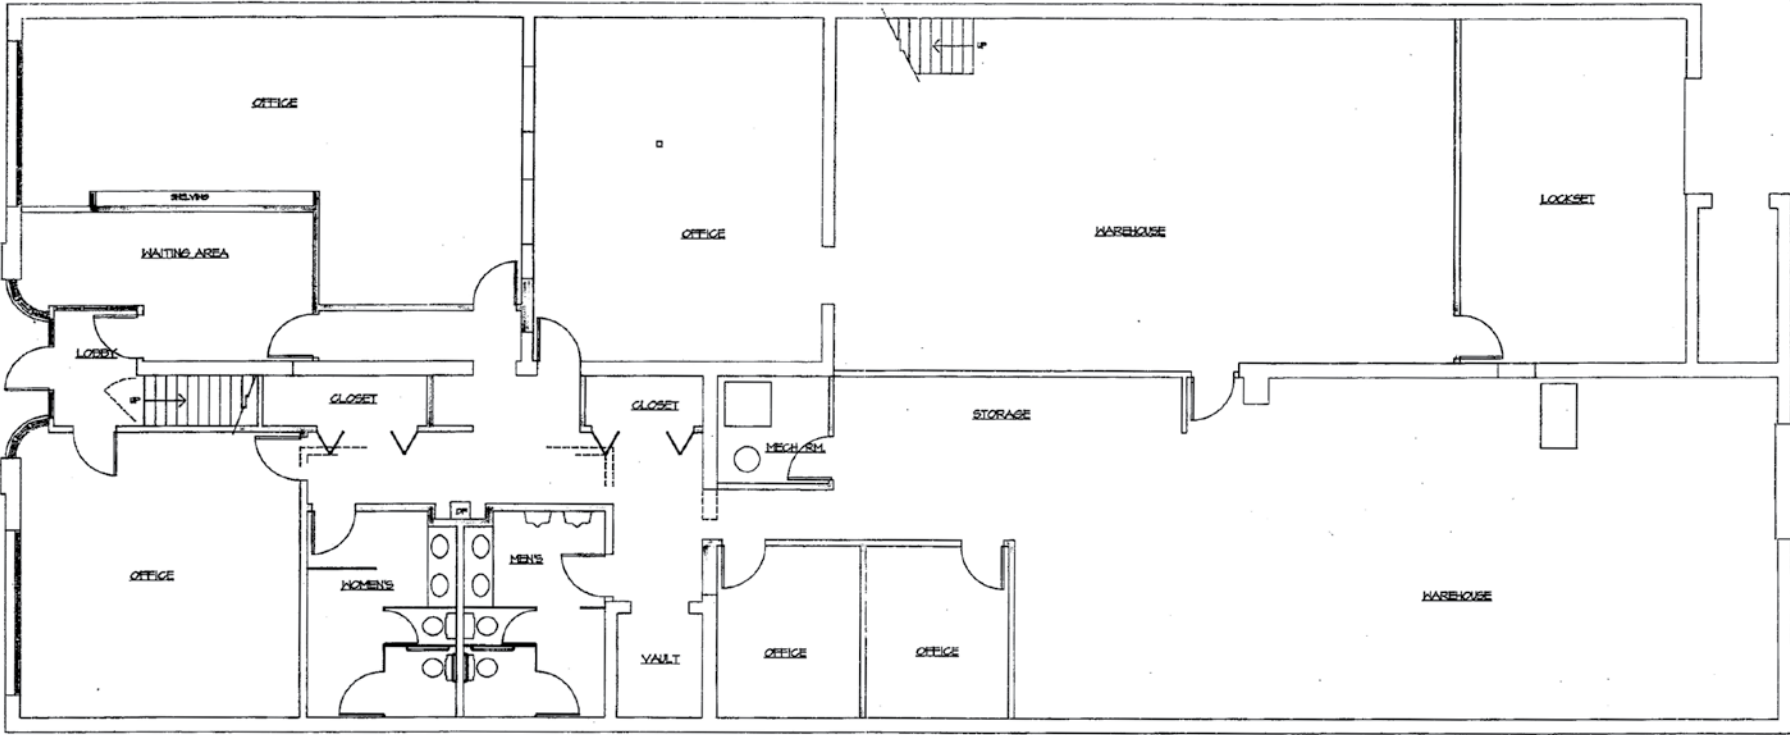 UP
OFFICE
SHELVING
LOCKSET
WAREHOUSE
OFFICE
WAITING AREA
LOBBY
UP
CLOSET
CLOSET
STORAGE
MECH. RM.
DF
MEN'S
OFFICE
WOMEN'S
WAREHOUSE
VAULT
OFFICE
OFFICE